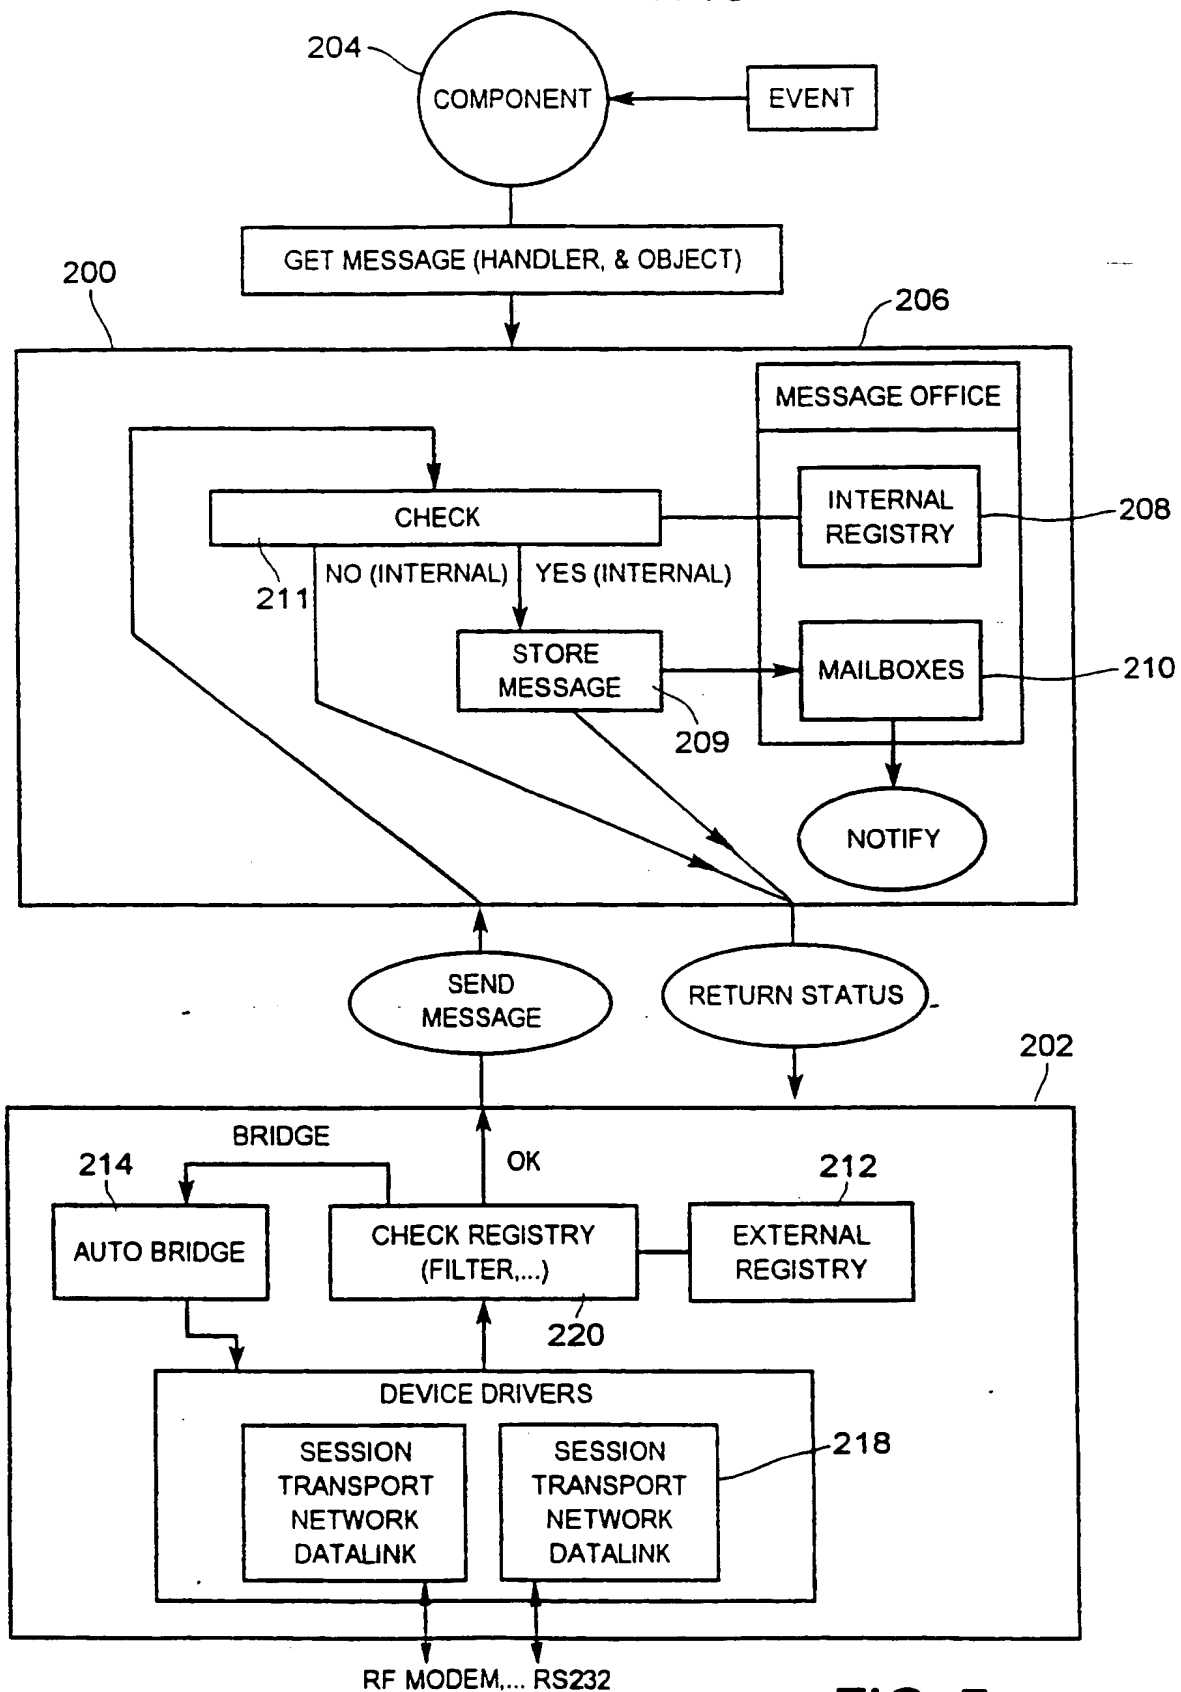 204
COMPONENT
EVENT
GET MESSAGE (HANDLER, & OBJECT)
200
206
MESSAGE OFFICE
CHECK
INTERNAL
REGISTRY
208
211
NO (INTERNAL)
YES (INTERNAL)
STORE
MESSAGE
MAILBOXES
210
209
NOTIFY
SEND
MESSAGE
RETURN STATUS
202
BRIDGE
214
OK
212
AUTO BRIDGE
CHECK REGISTRY
(FILTER,...)
EXTERNAL
REGISTRY
220
DEVICE DRIVERS
SESSION
TRANSPORT
NETWORK
DATALINK
SESSION
TRANSPORT
NETWORK
DATALINK
218
RF MODEM,... RS232